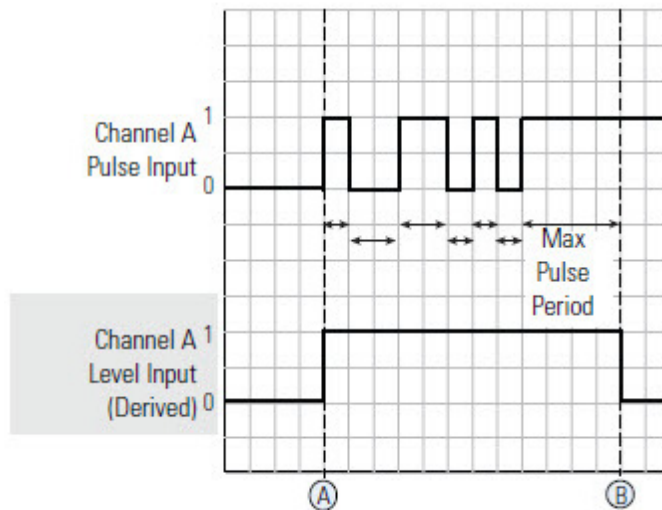 Channel A
Pulse Input
1
0
Max
Pulse
Period
Channel A
Level Input
(Derived)
1
0
A
B